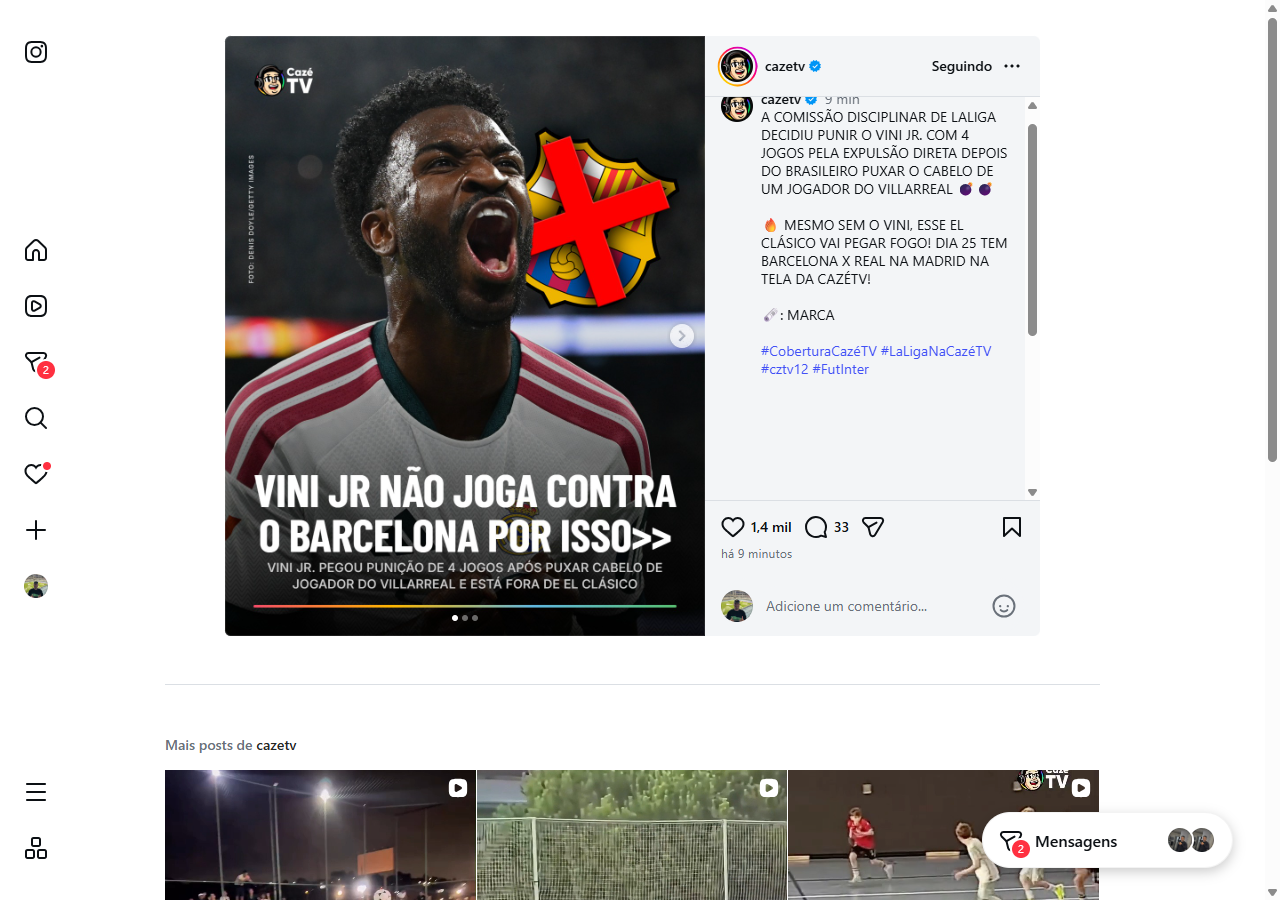 Cazé
TV
FOTO: DENIS DOYLE/GETTY IMAGES
VINI JR NÃO JOGA CONTRA
O BARCELONA POR ISSO>>
VINI JR. PEGOU PUNIÇÃO DE 4 JOGOS APÓS PUXAR CABELO DE
JOGADOR DO VILLARREAL E ESTÁ FORA DE EL CLÁSICO
cazetv
Seguindo
cazetv 9 min
A COMISSÃO DISCIPLINAR DE LALIGA
DECIDIU PUNIR O VINI JR. COM 4
JOGOS PELA EXPULSÃO DIRETA DEPOIS
DO BRASILEIRO PUXAR O CABELO DE
UM JOGADOR DO VILLARREAL 💣 💣
🔥 MESMO SEM O VINI, ESSE EL
CLÁSICO VAI PEGAR FOGO! DIA 25 TEM
BARCELONA X REAL NA MADRID NA
TELA DA CAZÉTV!
🗞️: MARCA
#CoberturaCazéTV #LaLigaNaCazéTV
#cztv12 #FutInter
1,4 mil 33
há 9 minutos
Adicione um comentário...
2
Mais posts de cazetv
Cazé
TV
2
Mensagens